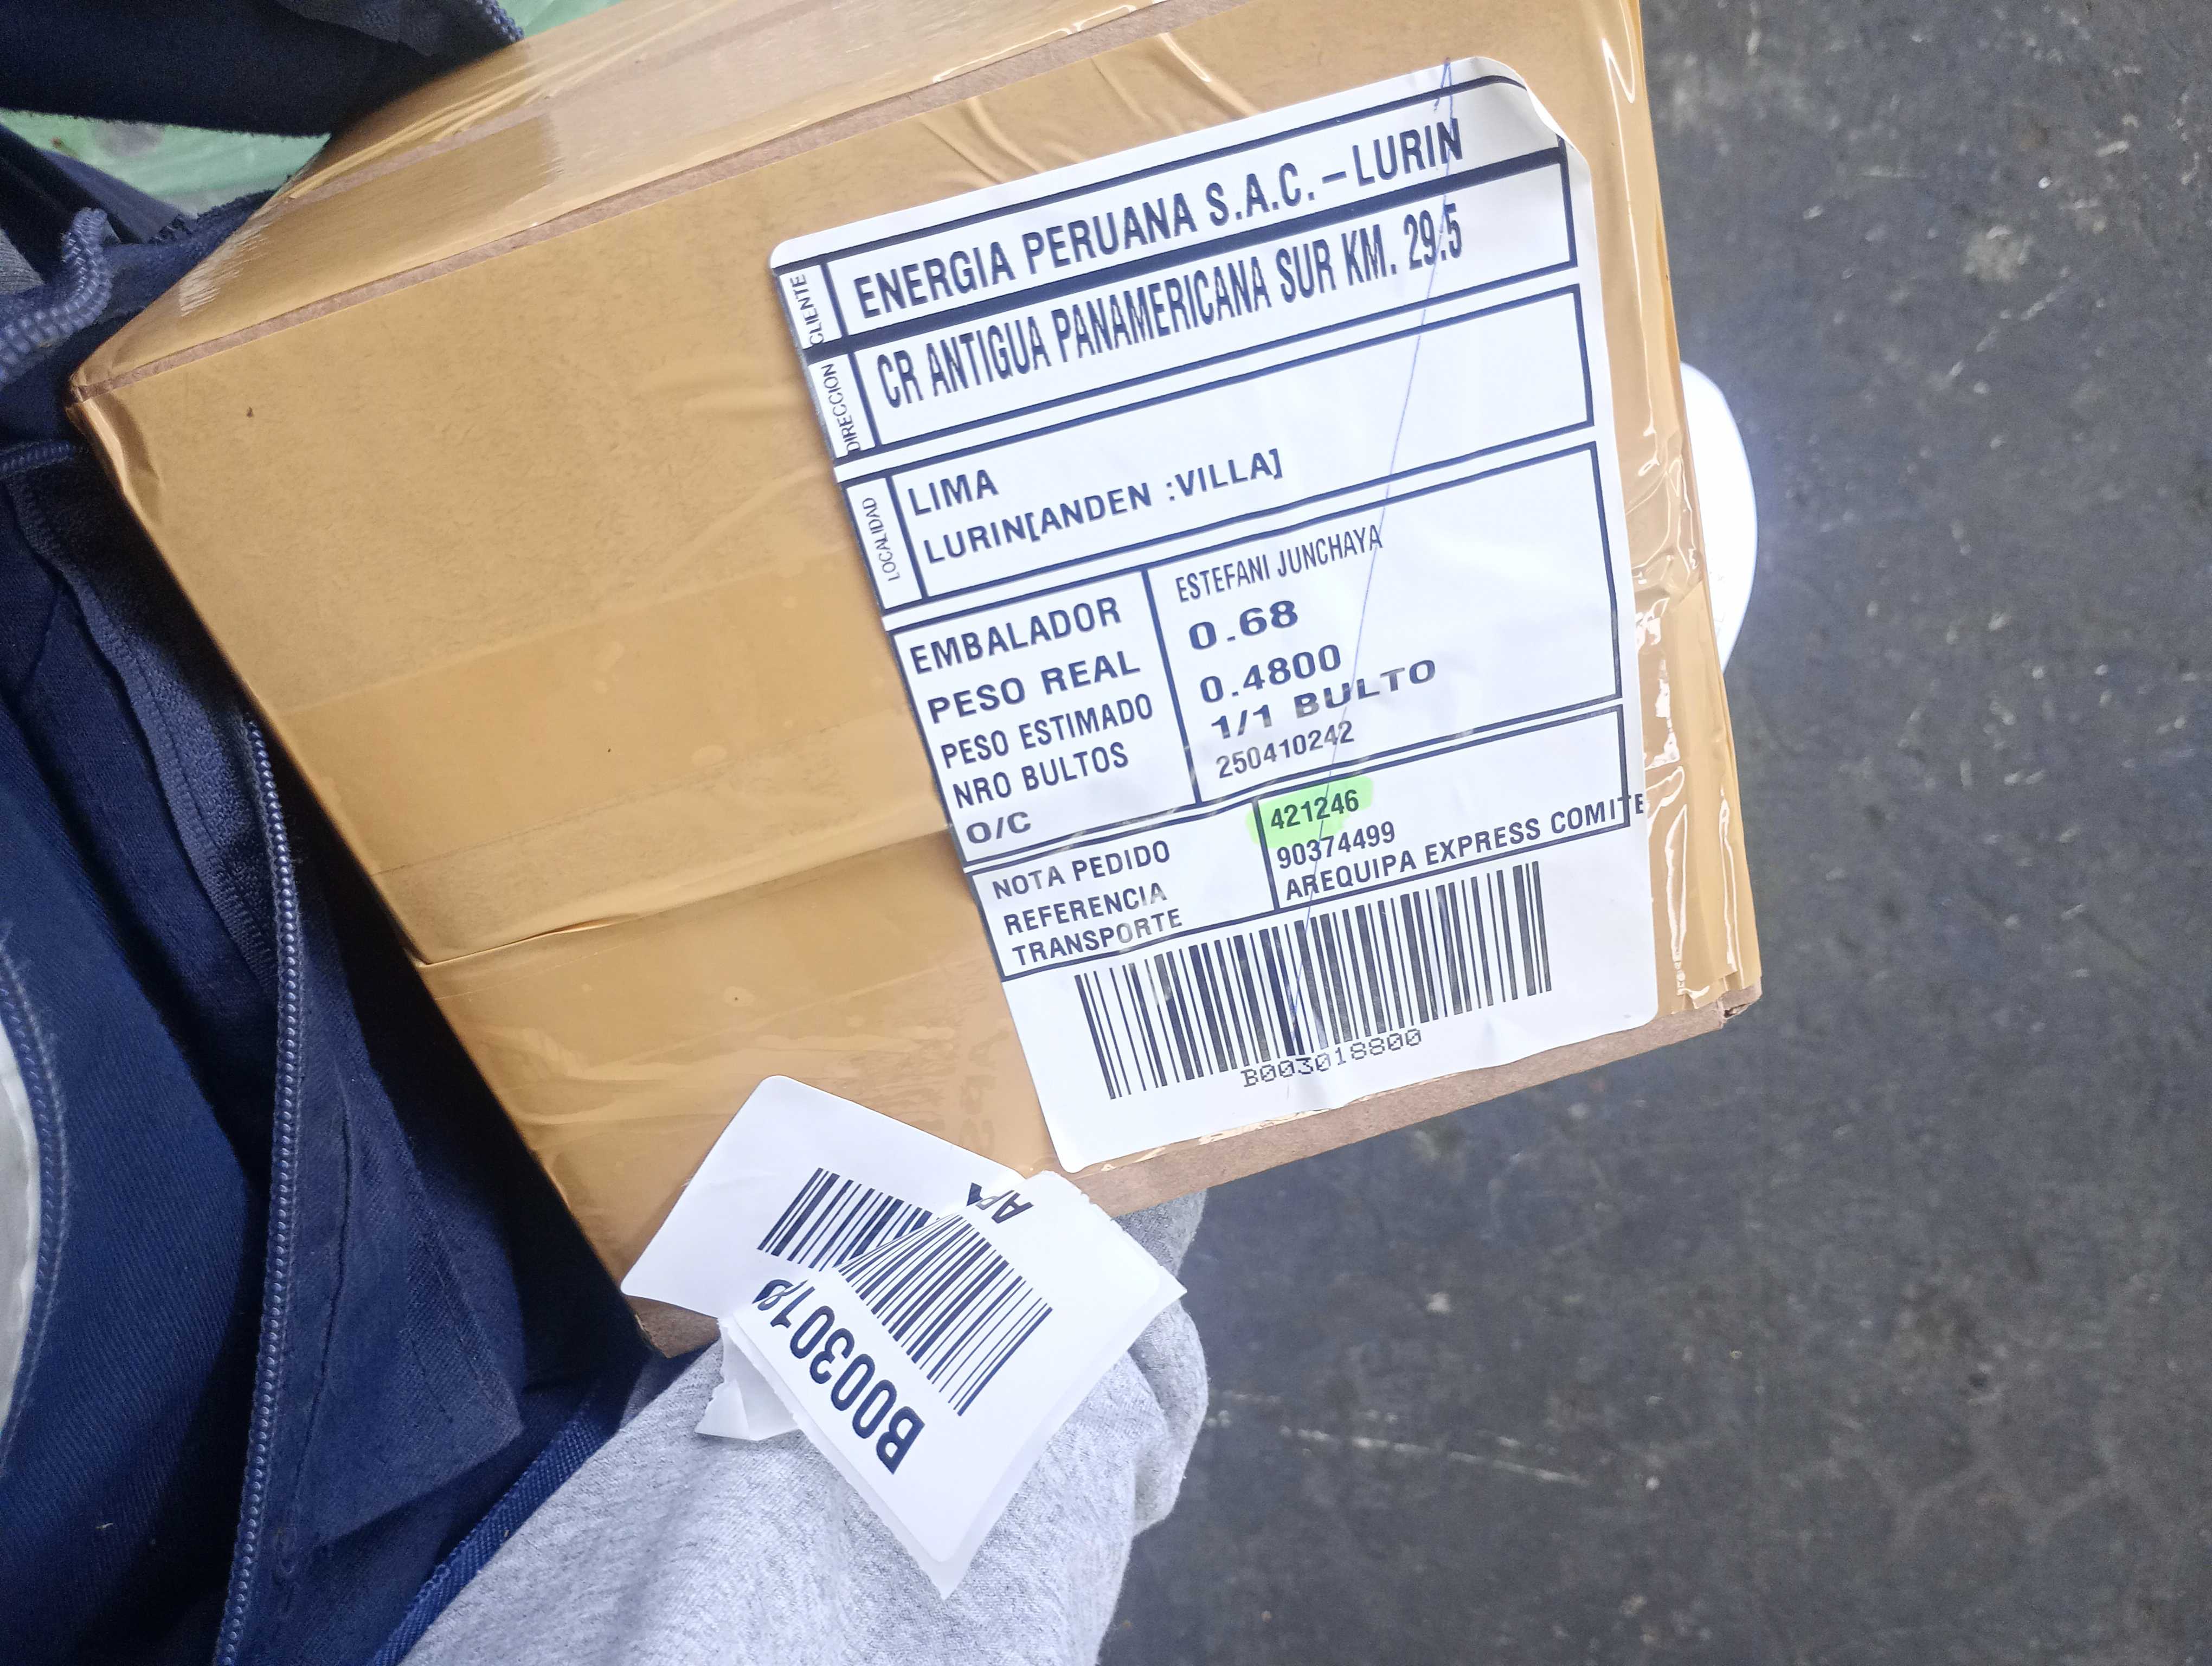 CLIENTE
ENERGIA PERUANA S.A.C. – LURIN
DIRECCION
CR ANTIGUA PANAMERICANA SUR KM. 29.5
LOCALIDAD
LIMA
LURIN[ANDEN :VILLA]
EMBALADOR ESTEFANI JUNCHAYA
PESO REAL 0.68
PESO ESTIMADO 0.4800
NRO BULTOS 1/1 BULTO
O/C 250410242
NOTA PEDIDO 421246
REFERENCIA 90374499
TRANSPORTE AREQUIPA EXPRESS COMITE
B003018800
B00301